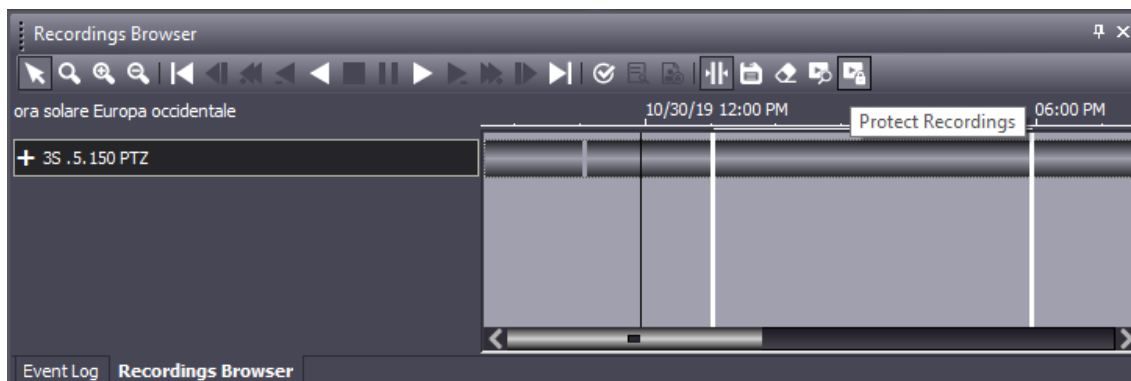 Recordings Browser
ora solare Europa occidentale
10/30/19 12:00 PM
06:00 PM
Protect Recordings
+ 3S .5.150 PTZ
Event Log
Recordings Browser